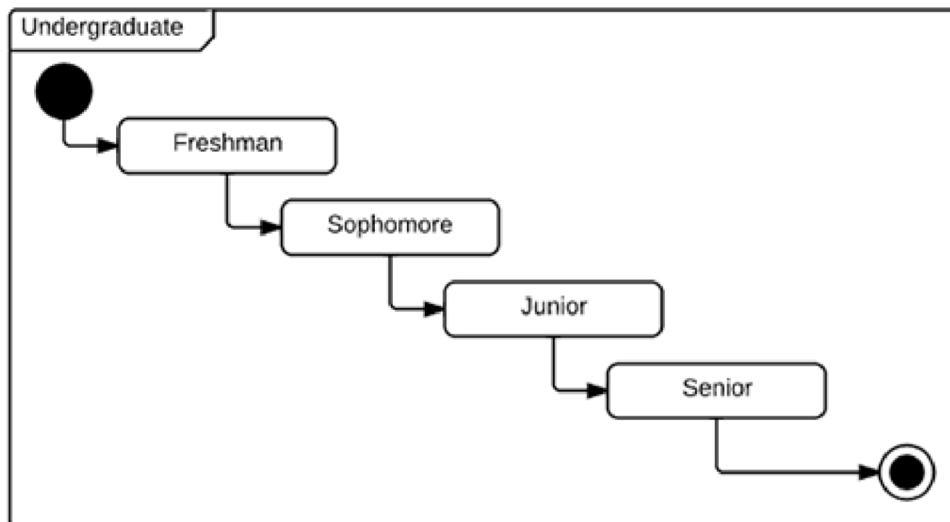 Undergraduate
Freshman
Sophomore
Junior
Senior